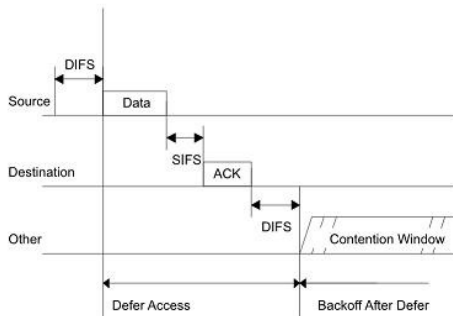 DIFS
Source
Data
SIFS
Destination
ACK
DIFS
Other
Contention Window
Defer Access
Backoff After Defer